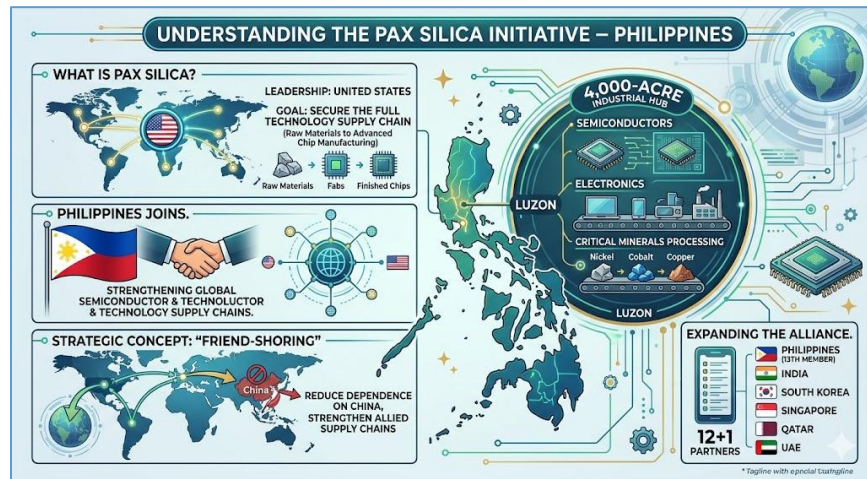 UNDERSTANDING THE PAX SILICA INITIATIVE – PHILIPPINES
WHAT IS PAX SILICA?
LEADERSHIP: UNITED STATES
GOAL: SECURE THE FULL
TECHNOLOGY SUPPLY CHAIN
(Raw Materials to Advanced
Chip Manufacturing)
Raw Materials
Fabs
Finished Chips
PHILIPPINES JOINS.
STRENGTHENING GLOBAL
SEMICONDUCTOR & TECHNOLUCTOR
& TECHNOLOGY SUPPLY CHAINS.
STRATEGIC CONCEPT: "FRIEND-SHORING"
China
REDUCE DEPENDENCE
ON CHINA,
STRENGTHEN ALLIED
SUPPLY CHAINS
4,000-ACRE
INDUSTRIAL HUB
SEMICONDUCTORS
ELECTRONICS
LUZON
CRITICAL MINERALS PROCESSING
Nickel
Cobalt
Copper
LUZON
EXPANDING THE ALLIANCE.
12+1
PARTNERS
PHILIPPINES
(13TH MEMBER)
INDIA
SOUTH KOREA
SINGAPORE
QATAR
UAE
* Tagline with